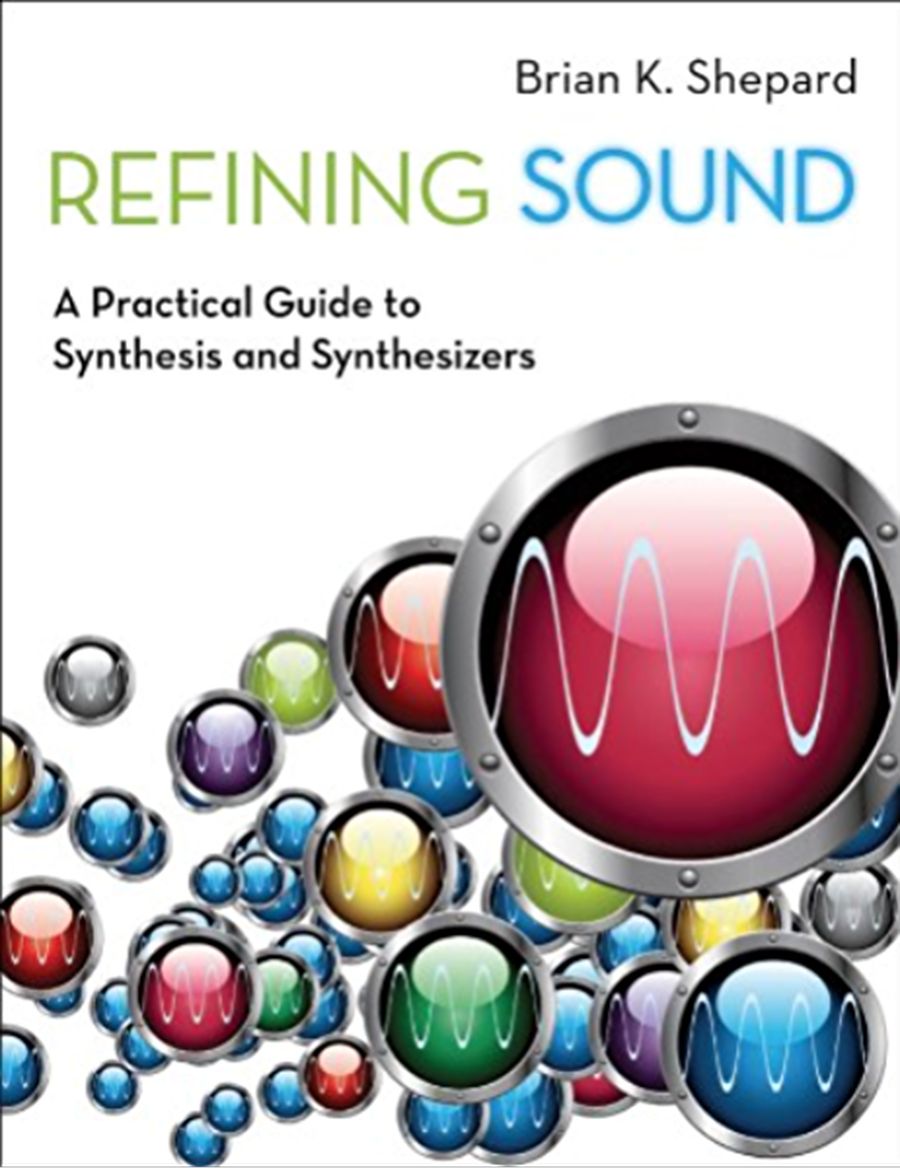 Brian K. Shepard
REFINING SOUND
A Practical Guide to
Synthesis and Synthesizers